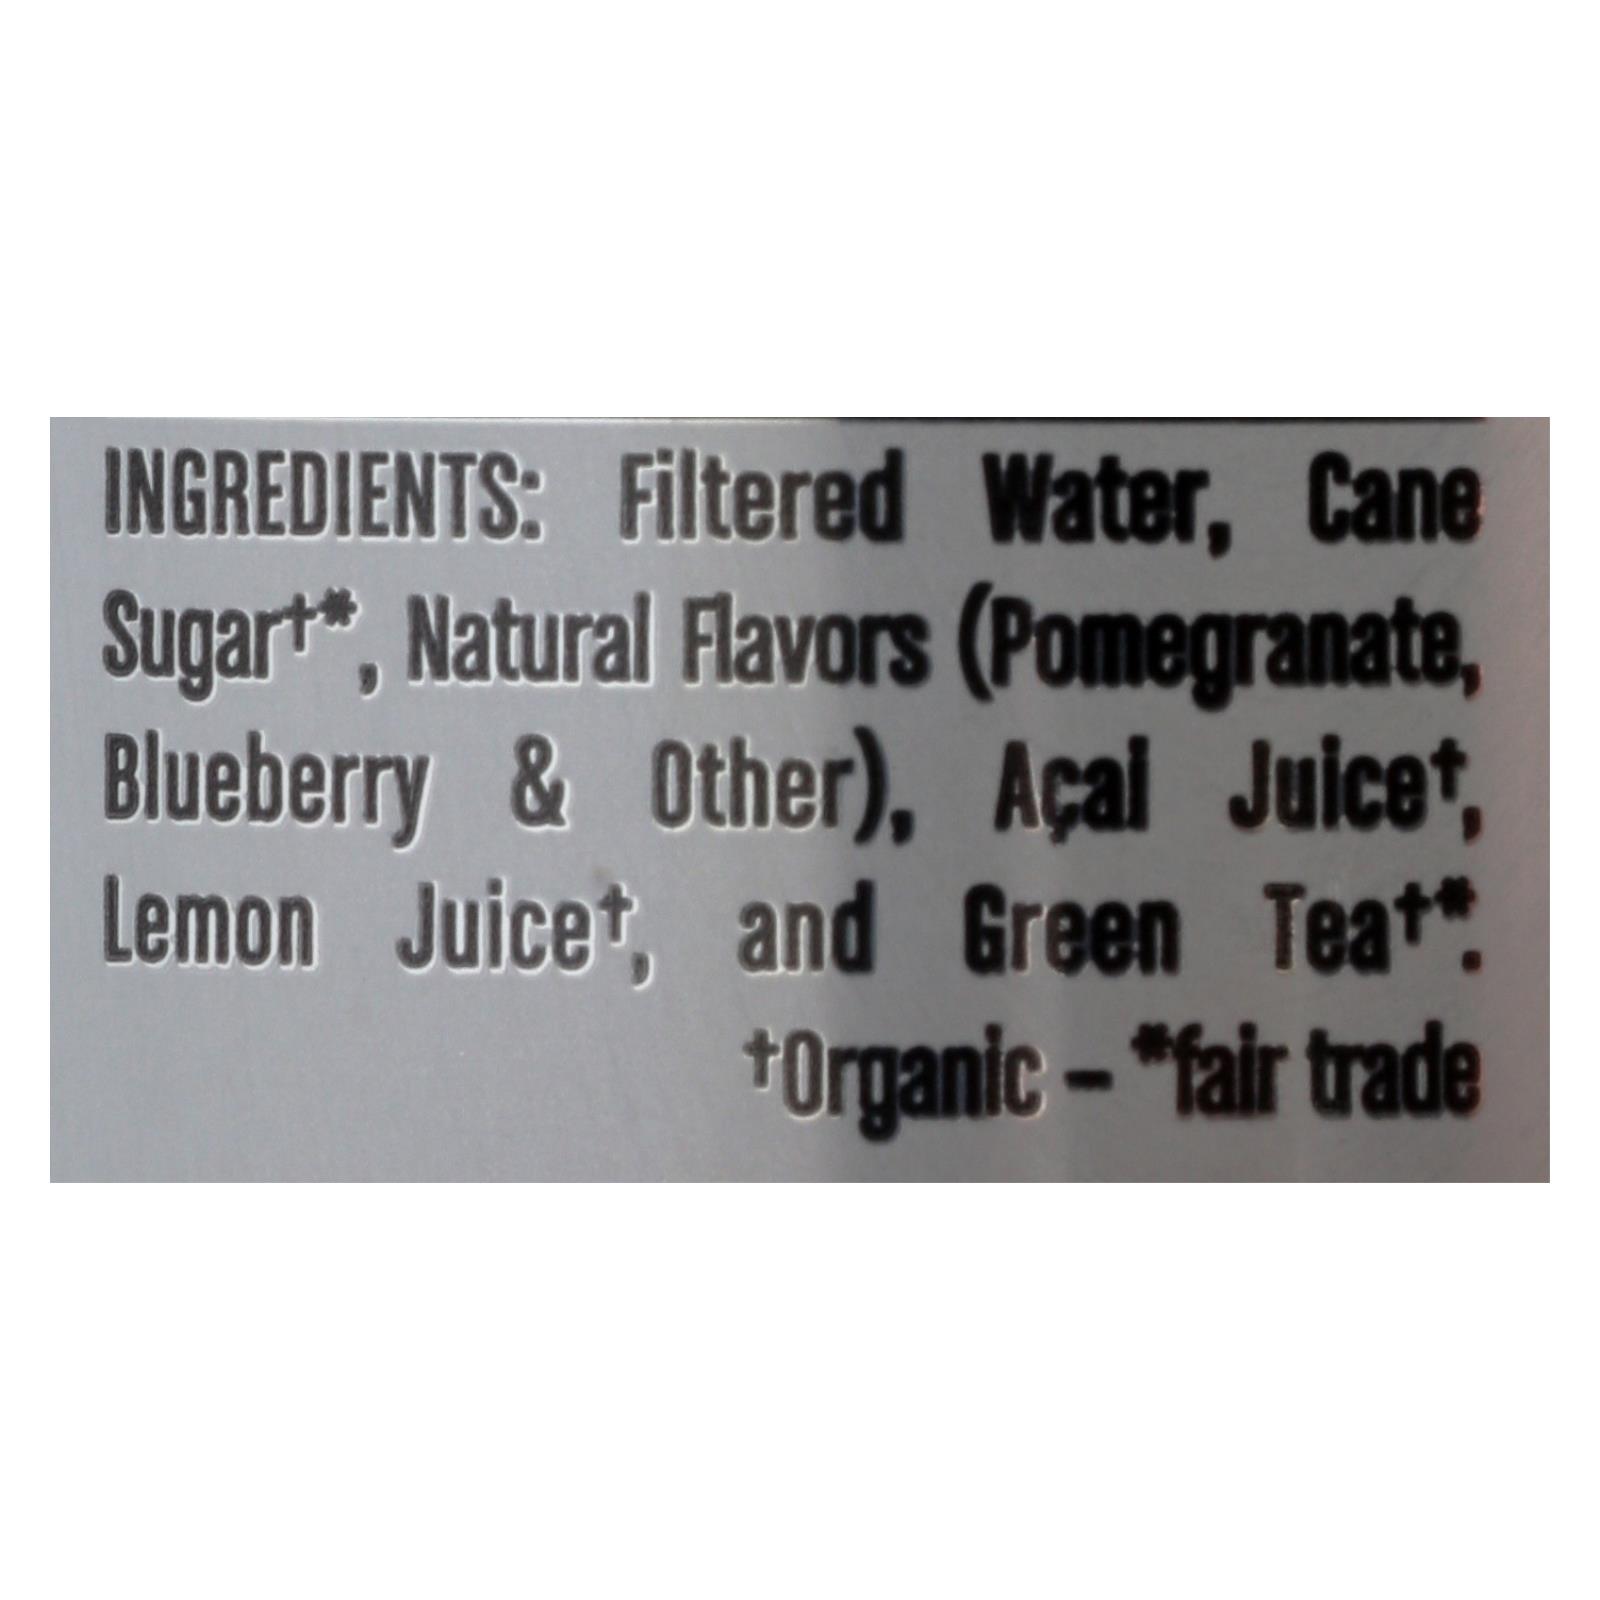 INGREDIENTS: Filtered Water, Cane
Sugar†*, Natural Flavors (Pomegranate,
Blueberry & Other), Açai Juice†,
Lemon Juice†, and Green Tea†*.
†Organic – *fair trade